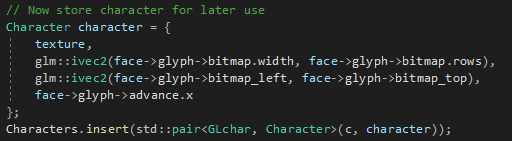 // Now store character for later use
Character character = {
    texture,
    glm::ivec2(face->glyph->bitmap.width, face->glyph->bitmap.rows),
    glm::ivec2(face->glyph->bitmap_left, face->glyph->bitmap_top),
    face->glyph->advance.x
};
Characters.insert(std::pair<GLchar, Character>(c, character));